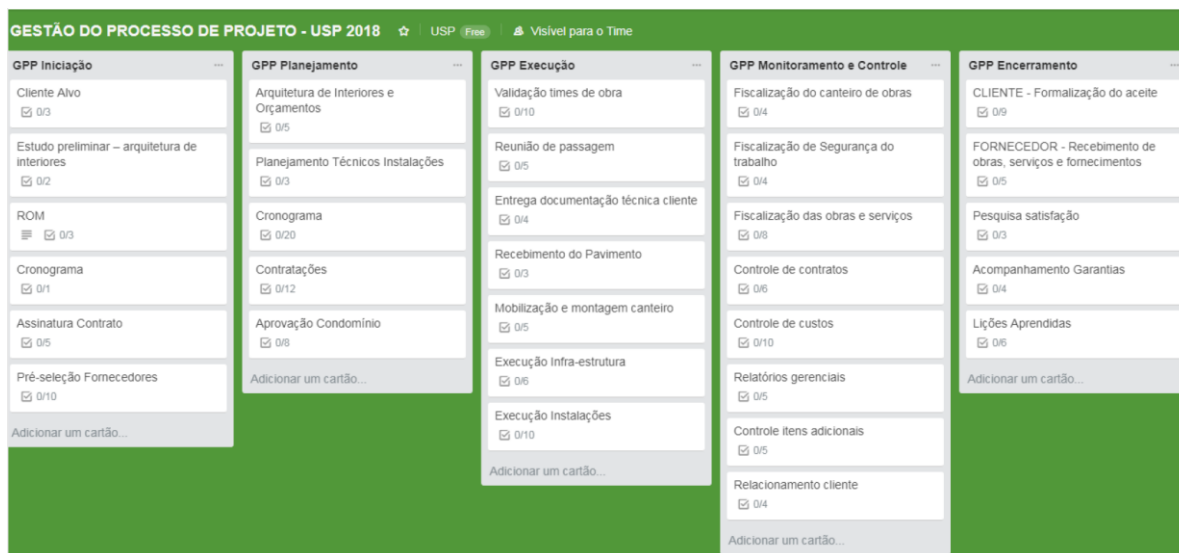 GESTÃO DO PROCESSO DE PROJETO - USP 2018 USP Free Visível para o Time
GPP Iniciação
Cliente Alvo
0/3
Estudo preliminar – arquitetura de
interiores
0/2
ROM
0/3
Cronograma
0/1
Assinatura Contrato
0/5
Pré-seleção Fornecedores
0/10
Adicionar um cartão...
GPP Planejamento
Arquitetura de Interiores e
Orçamentos
0/5
Planejamento Técnicos Instalações
0/3
Cronograma
0/20
Contratações
0/12
Aprovação Condomínio
0/8
Adicionar um cartão...
GPP Execução
Validação times de obra
0/10
Reunião de passagem
0/5
Entrega documentação técnica cliente
0/4
Recebimento do Pavimento
0/3
Mobilização e montagem canteiro
0/5
Execução Infra-estrutura
0/6
Execução Instalações
0/10
Adicionar um cartão...
GPP Monitoramento e Controle
Fiscalização do canteiro de obras
0/4
Fiscalização de Segurança do
trabalho
0/4
Fiscalização das obras e serviços
0/8
Controle de contratos
0/6
Controle de custos
0/10
Relatórios gerenciais
0/5
Controle itens adicionais
0/5
Relacionamento cliente
0/4
Adicionar um cartão...
GPP Encerramento
CLIENTE - Formalização do aceite
0/9
FORNECEDOR - Recebimento de
obras, serviços e fornecimentos
0/5
Pesquisa satisfação
0/3
Acompanhamento Garantias
0/4
Lições Aprendidas
0/6
Adicionar um cartão...